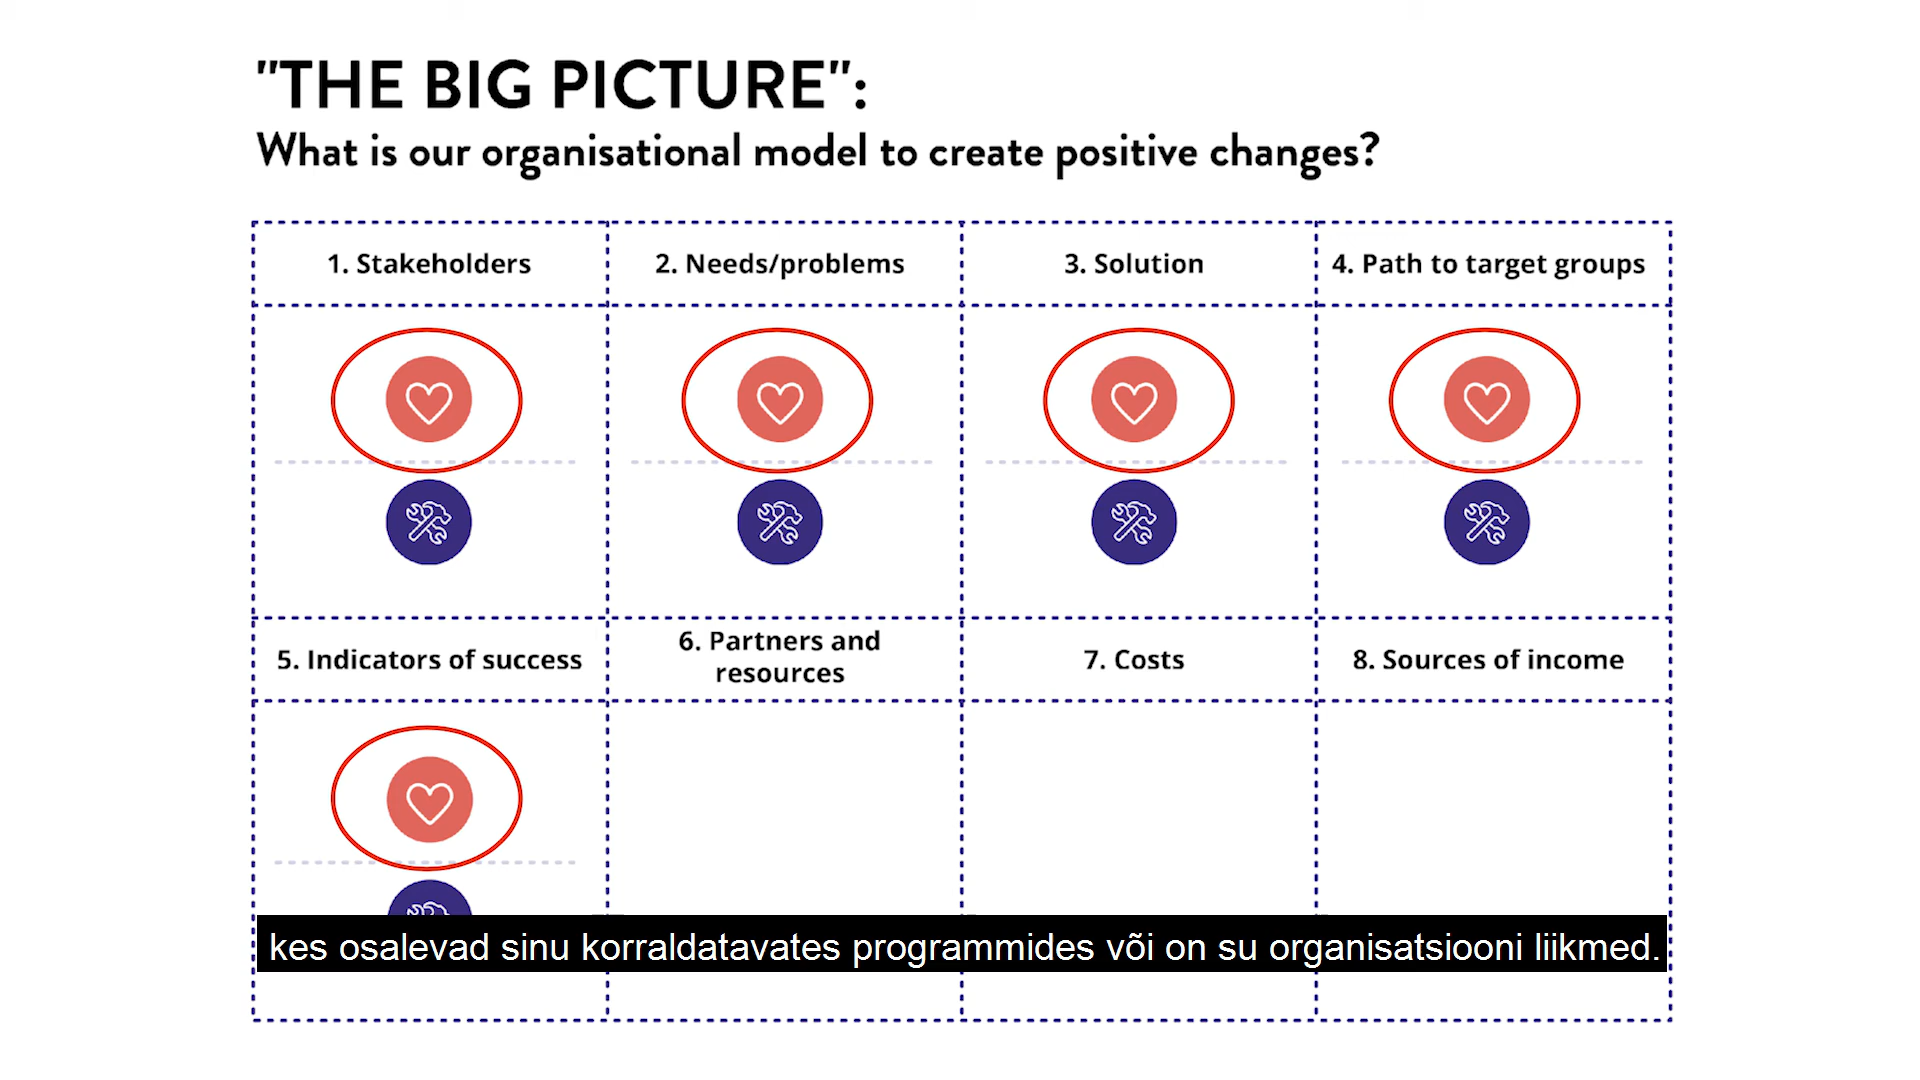 "THE BIG PICTURE":
What is our organisational model to create positive changes?
1. Stakeholders
2. Needs/problems
3. Solution
4. Path to target groups
5. Indicators of success
6. Partners and
resources
7. Costs
8. Sources of income
kes osalevad sinu korraldatavates programmides või on su organisatsiooni liikmed.